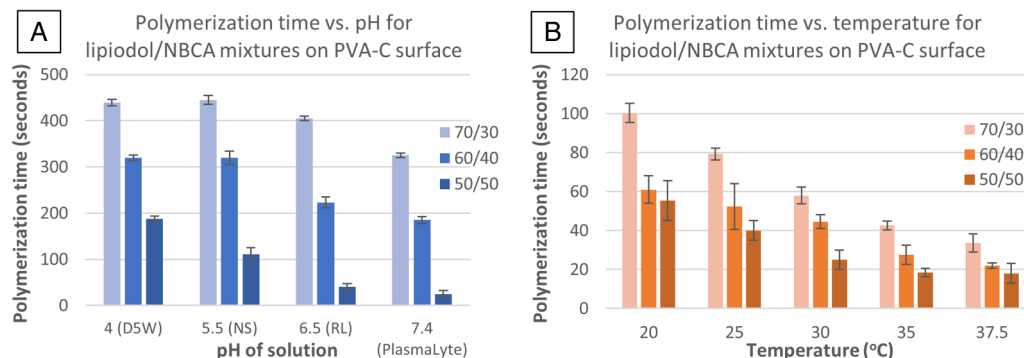 A
Polymerization time vs. pH for
lipiodol/NBCA mixtures on PVA-C surface
Polymerization time (seconds)
500
400
300
200
100
0
70/30
60/40
50/50
4 (D5W)
5.5 (NS)
6.5 (RL)
7.4
(PlasmaLyte)
pH of solution
B
Polymerization time vs. temperature for
lipiodol/NBCA mixtures on PVA-C surface
Polymerization time (seconds)
120
100
80
60
40
20
0
70/30
60/40
50/50
20
25
30
35
37.5
Temperature (°C)